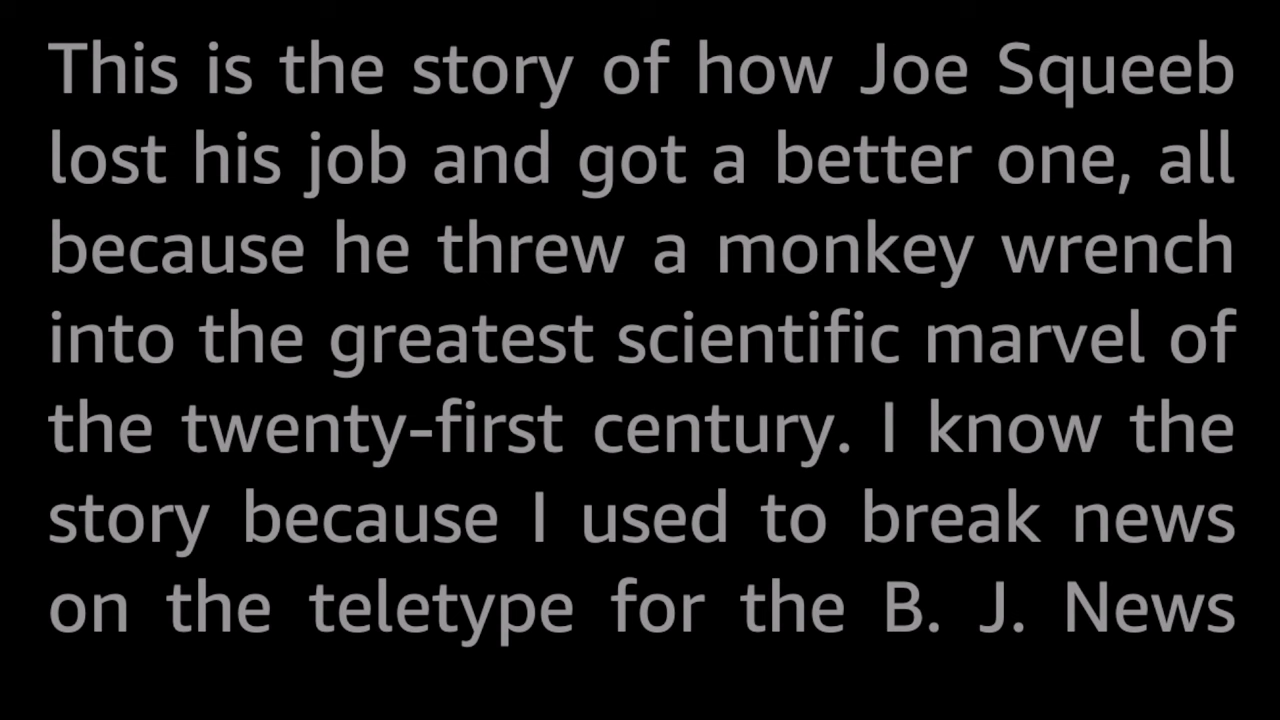 This is the story of how Joe Squeeb
lost his job and got a better one, all
because he threw a monkey wrench
into the greatest scientific marvel of
the twenty-first century. I know the
story because I used to break news
on the teletype for the B. J. News